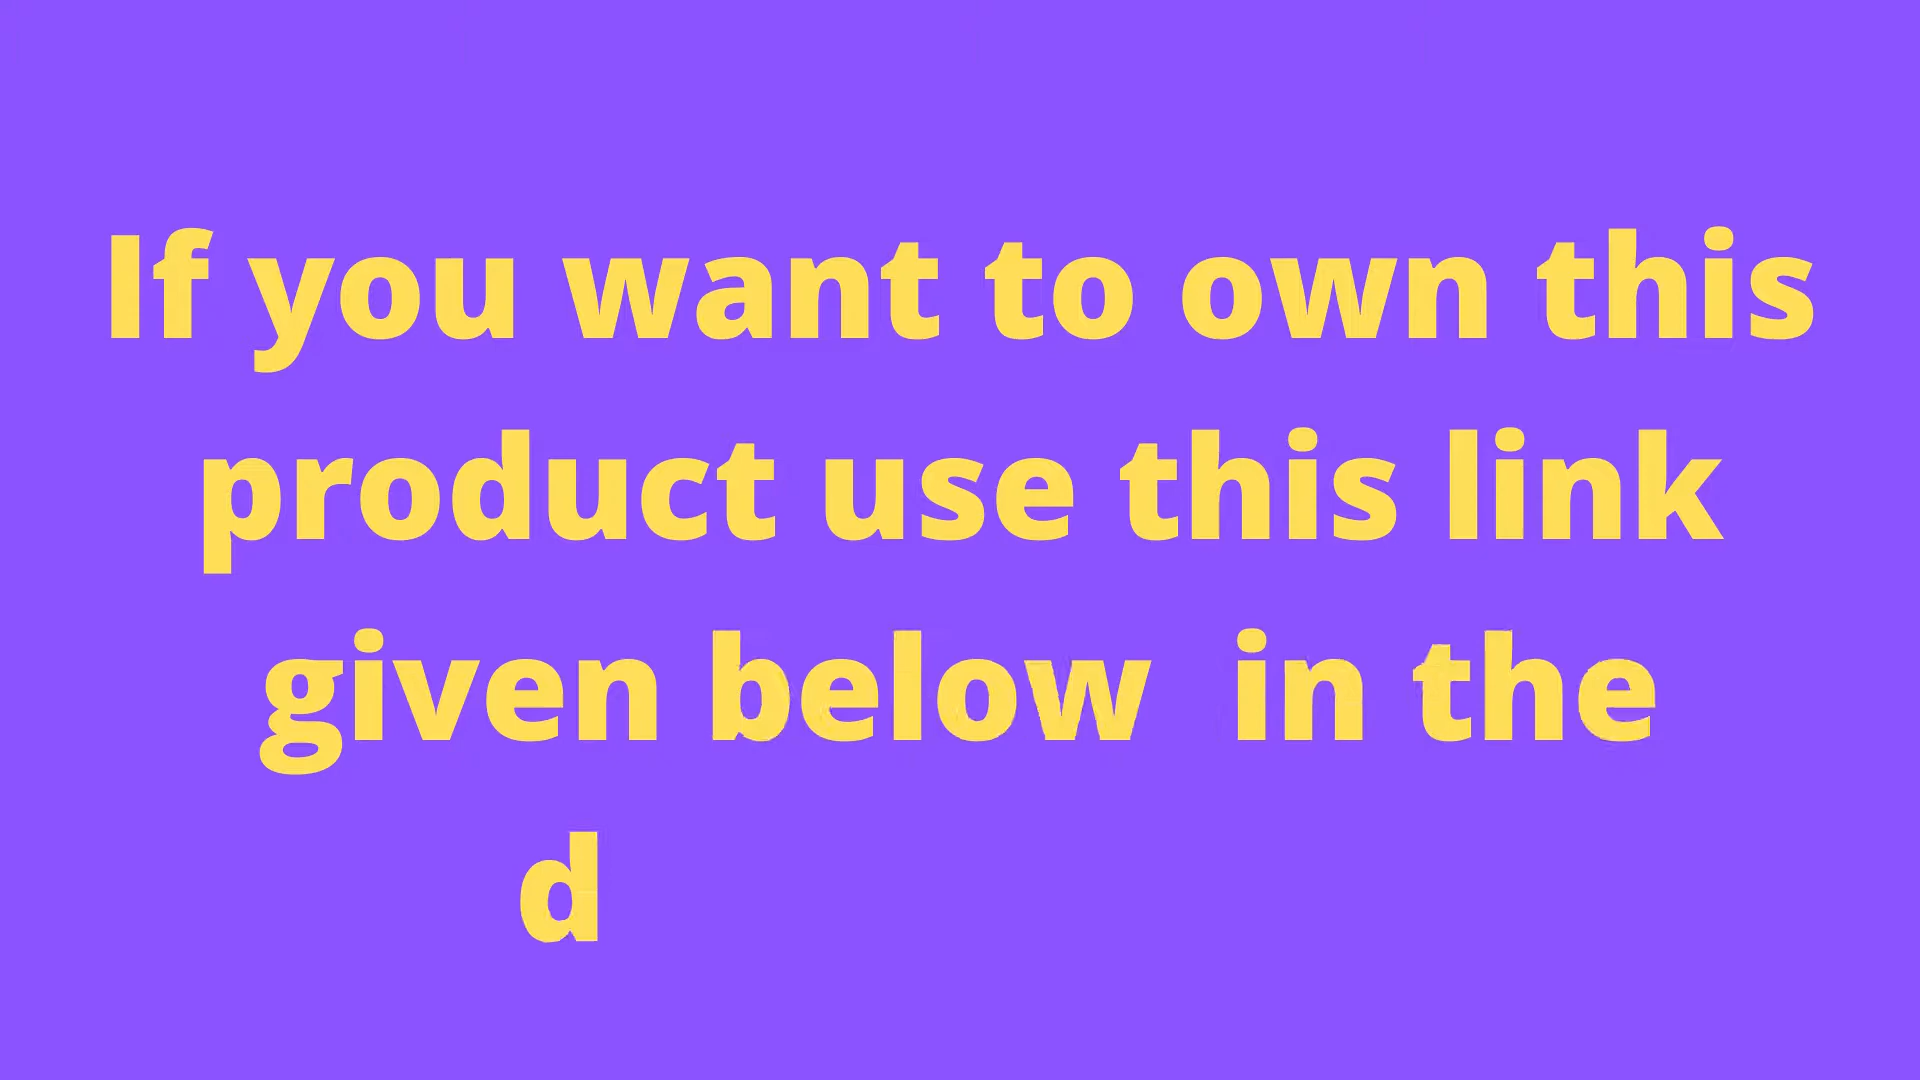 If you want to own this
product use this link
given below  in the
d